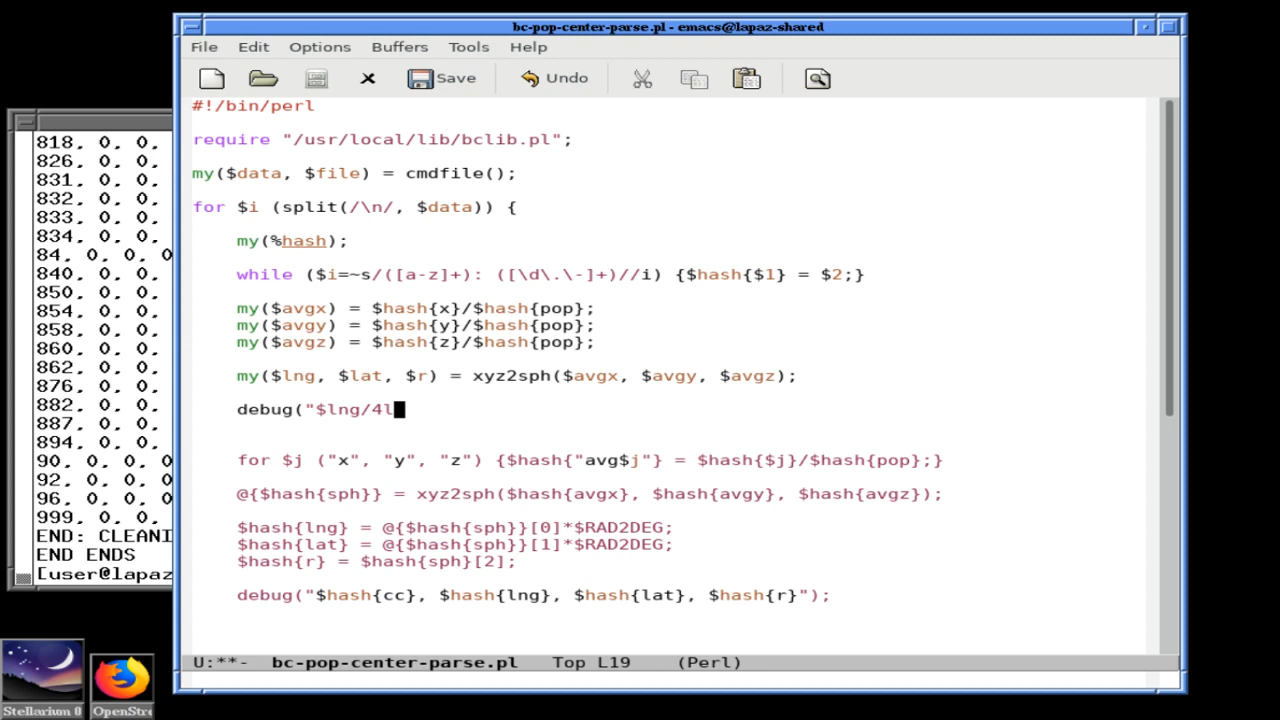 bc-pop-center-parse.pl - emacs@lapaz-shared
File Edit Options Buffers Tools Help
Save Undo
#!/bin/perl
require "/usr/local/lib/bclib.pl";
my($data, $file) = cmdfile();
for $i (split(/\n/, $data)) {
my(%hash);
while ($i=~s/([a-z]+): ([\d\.\-]+)//i) {$hash{$1} = $2;}
my($avgx) = $hash{x}/$hash{pop};
my($avgy) = $hash{y}/$hash{pop};
my($avgz) = $hash{z}/$hash{pop};
my($lng, $lat, $r) = xyz2sph($avgx, $avgy, $avgz);
debug("$lng/4l
for $j ("x", "y", "z") {$hash{"avg$j"} = $hash{$j}/$hash{pop};}
@{$hash{sph}} = xyz2sph($hash{avgx}, $hash{avgy}, $hash{avgz});
$hash{lng} = @{$hash{sph}}[0]*$RAD2DEG;
$hash{lat} = @{$hash{sph}}[1]*$RAD2DEG;
$hash{r} = $hash{sph}[2];
debug("$hash{cc}, $hash{lng}, $hash{lat}, $hash{r}");
U:**- bc-pop-center-parse.pl Top L19 (Perl)
818, 0, 0,
826, 0, 0,
831, 0, 0,
832, 0, 0,
833, 0, 0,
834, 0, 0,
84, 0, 0, 0
840, 0, 0,
850, 0, 0,
854, 0, 0,
858, 0, 0,
860, 0, 0,
862, 0, 0,
876, 0, 0,
882, 0, 0,
887, 0, 0,
894, 0, 0,
90, 0, 0, 0
92, 0, 0, 0
96, 0, 0, 0
999, 0, 0,
END: CLEANI
END ENDS
[user@lapaz
Stellarium 0
OpenStre